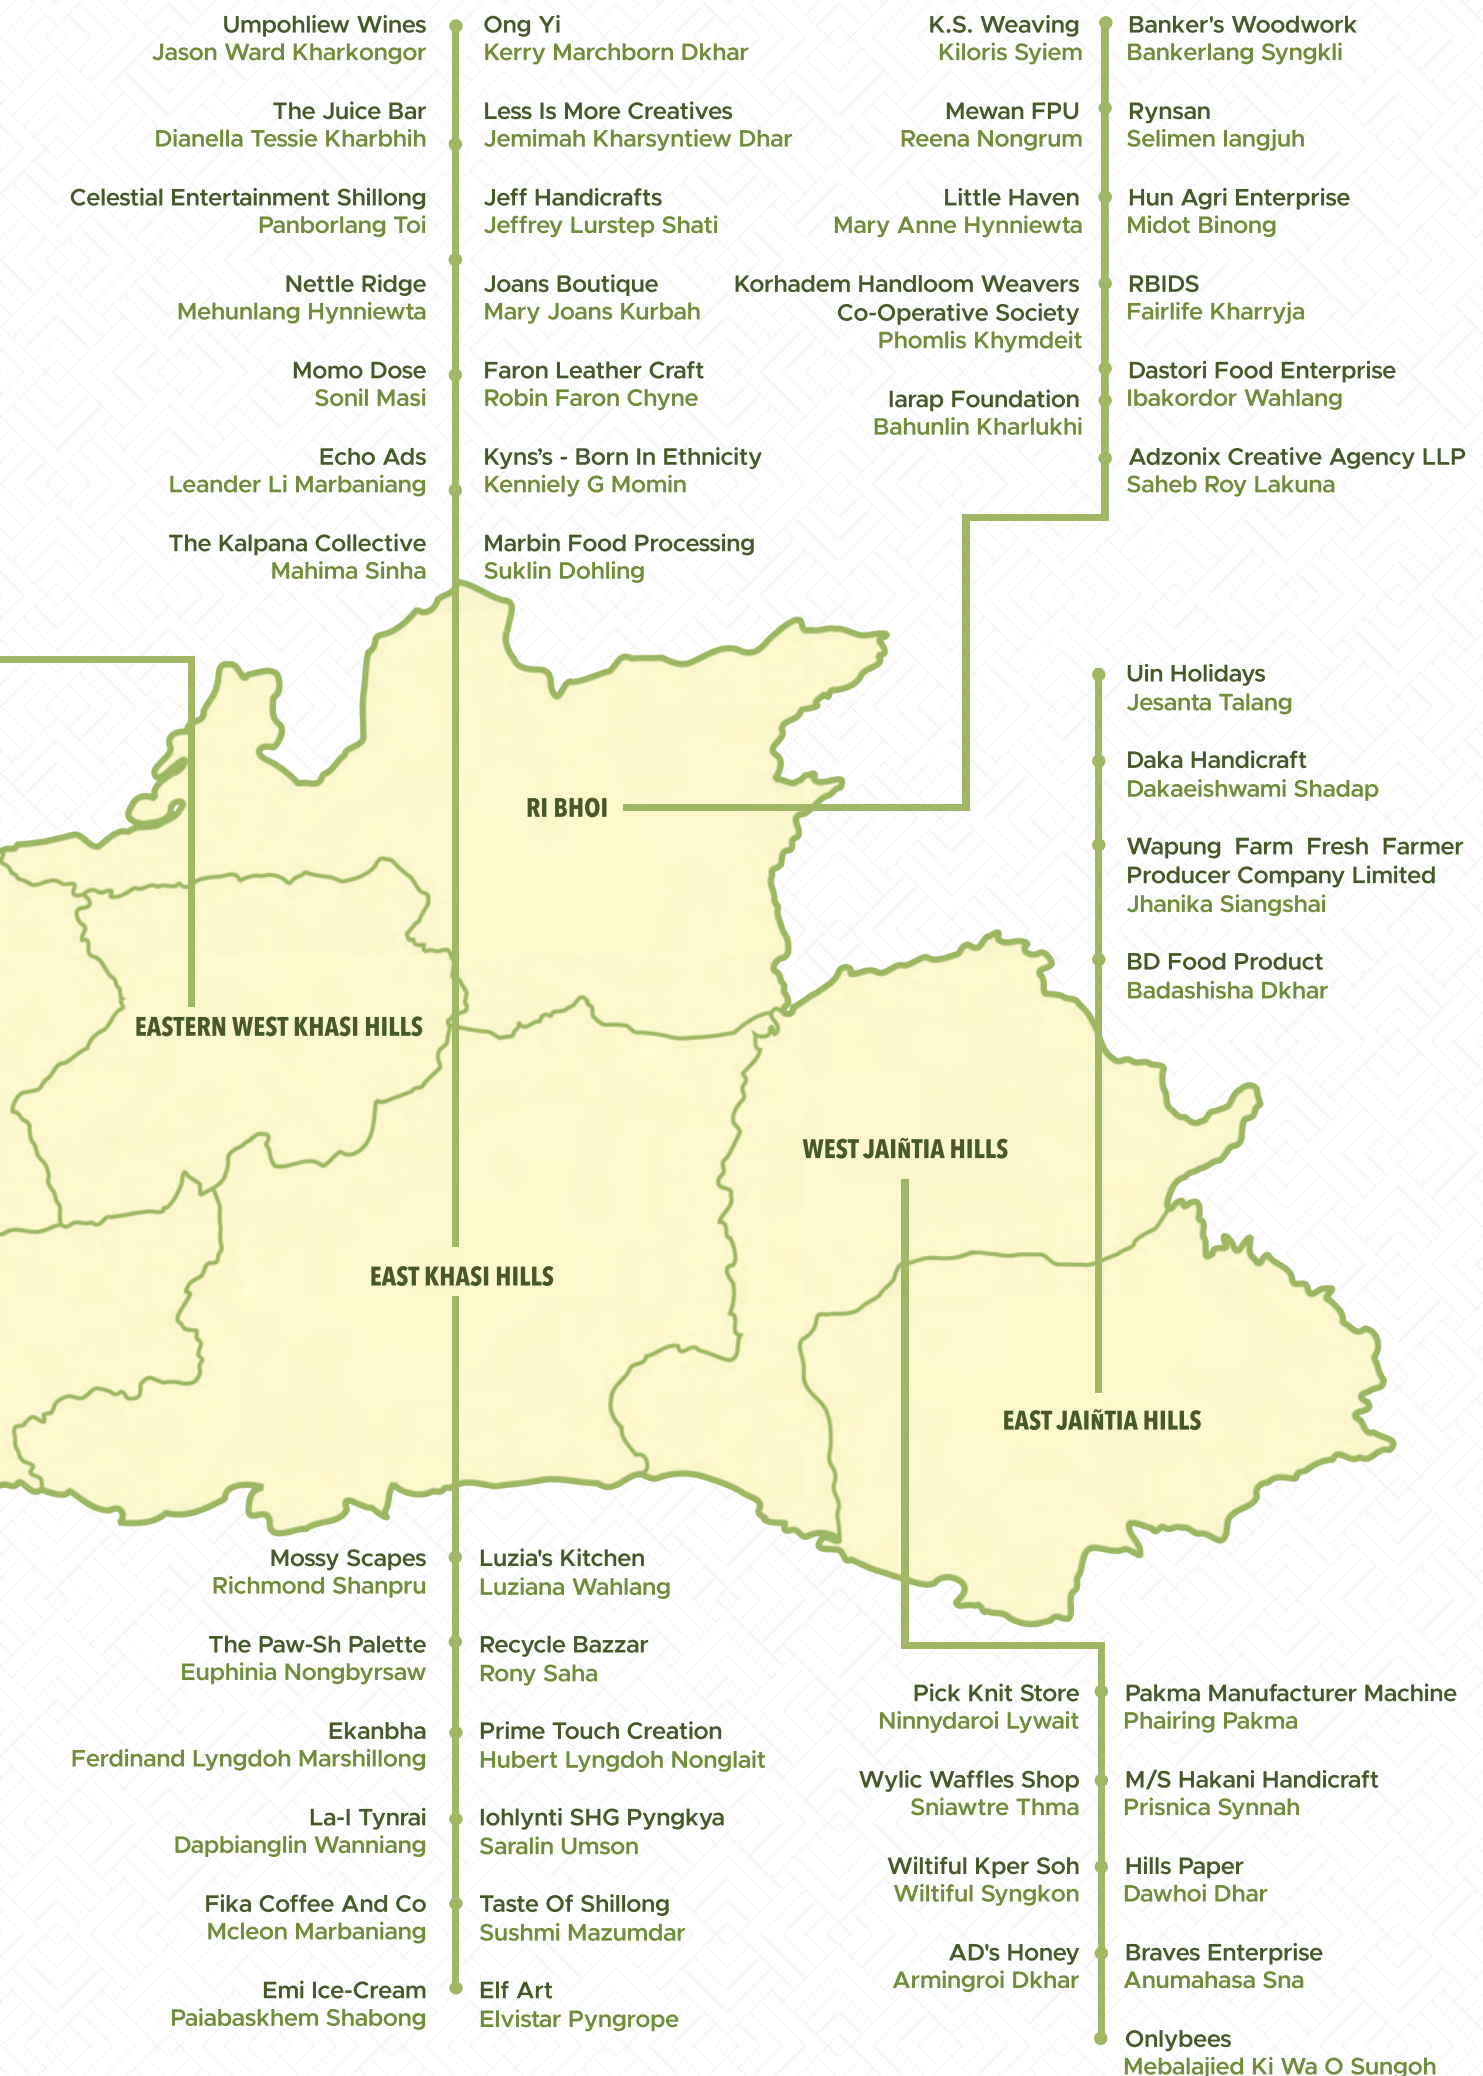 Umpohliew Wines
Jason Ward Kharkongor
The Juice Bar
Dianella Tessie Kharbhih
Celestial Entertainment Shillong
Panborlang Toi
Nettle Ridge
Mehunlang Hynniewta
Momo Dose
Sonil Masi
Echo Ads
Leander Li Marbaniang
The Kalpana Collective
Mahima Sinha
Ong Yi
Kerry Marchborn Dkhar
Less Is More Creatives
Jemimah Kharsyntiew Dhar
Jeff Handicrafts
Jeffrey Lurstep Shati
Joans Boutique
Mary Joans Kurbah
Faron Leather Craft
Robin Faron Chyne
Kyns’s - Born In Ethnicity
Kenniely G Momin
Marbin Food Processing
Suklin Dohling
K.S. Weaving
Kiloris Syiem
Mewan FPU
Reena Nongrum
Little Haven
Mary Anne Hynniewta
Korhadem Handloom Weavers
Co-Operative Society
Phomlis Khymdeit
Iarap Foundation
Bahunlin Kharlukhi
Banker's Woodwork
Bankerlang Syngkli
Rynsan
Selimen Iangjuh
Hun Agri Enterprise
Midot Binong
RBIDS
Fairlife Kharryja
Dastori Food Enterprise
Ibakordor Wahlang
Adzonix Creative Agency LLP
Saheb Roy Lakuna
Uin Holidays
Jesanta Talang
Daka Handicraft
Dakaeishwami Shadap
Wapung Farm Fresh Farmer
Producer Company Limited
Jhanika Siangshai
BD Food Product
Badashisha Dkhar
RI BHOI
EASTERN WEST KHASI HILLS
WEST JAIÑTIA HILLS
EAST KHASI HILLS
EAST JAIÑTIA HILLS
Mossy Scapes
Richmond Shanpru
The Paw-Sh Palette
Euphinia Nongbyrsaw
Ekanbha
Ferdinand Lyngdoh Marshillong
La-I Tynrai
Dapbianglin Wanniang
Fika Coffee And Co
Mcleon Marbaniang
Emi Ice-Cream
Paiabaskhem Shabong
Luzia's Kitchen
Luziana Wahlang
Recycle Bazzar
Rony Saha
Prime Touch Creation
Hubert Lyngdoh Nonglait
Iohlynti SHG Pyngkya
Saralin Umson
Taste Of Shillong
Sushmi Mazumdar
Elf Art
Elvistar Pyngrope
Pick Knit Store
Ninnydaroi Lywait
Wylic Waffles Shop
Sniawtre Thma
Wiltiful Kper Soh
Wiltiful Syngkon
AD's Honey
Armingroi Dkhar
Pakma Manufacturer Machine
Phairing Pakma
M/S Hakani Handicraft
Prisnica Synnah
Hills Paper
Dawhoi Dhar
Braves Enterprise
Anumahasa Sna
Onlybees
Mebalajied Ki Wa O Sungoh